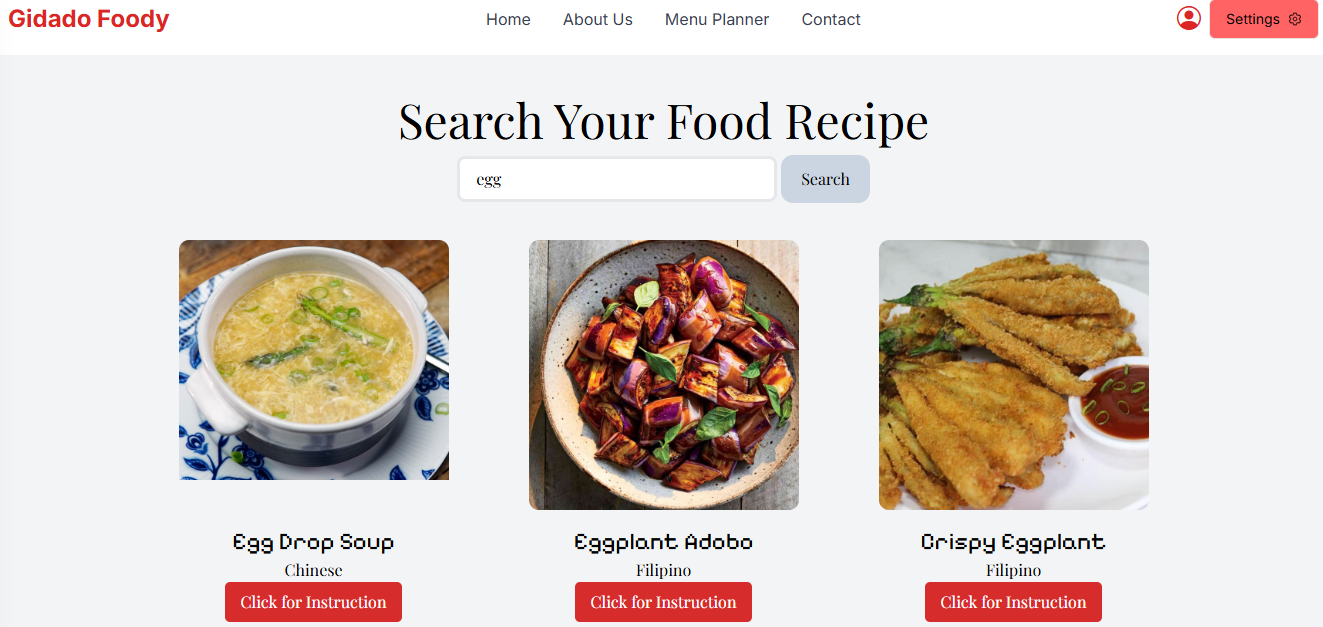 Gidado Foody
Home About Us Menu Planner Contact
Settings
Search Your Food Recipe
egg
Search
Egg Drop Soup
Chinese
Click for Instruction
Eggplant Adobo
Filipino
Click for Instruction
Crispy Eggplant
Filipino
Click for Instruction